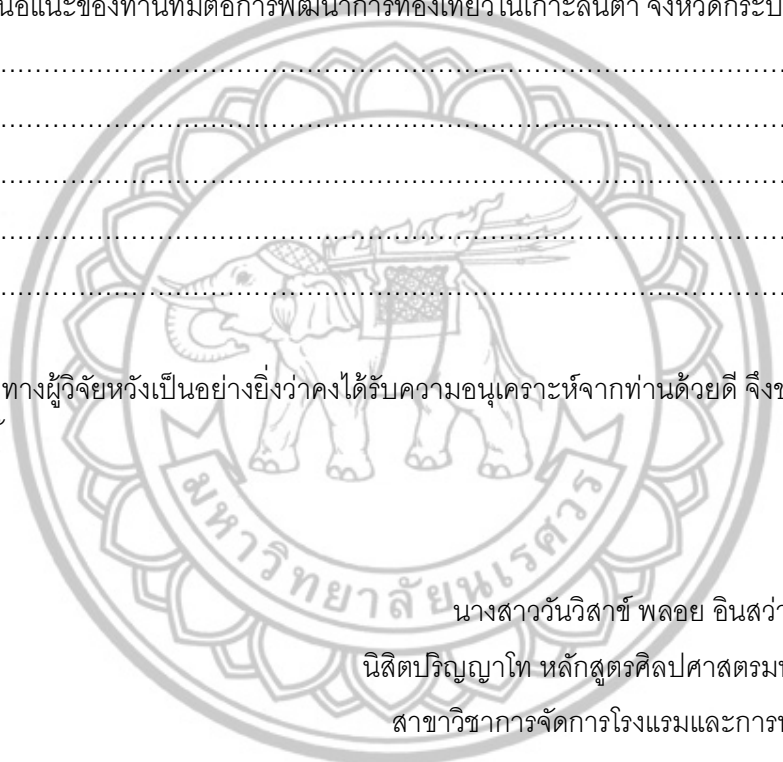 นอแนะของท่านที่มีต่อการพัฒนาการท่องเที่ยวในเกาะลันตา จังหวัดกระบ
................................................................................
................................................................................
................................................................................
................................................................................
................................................................................
ทางผู้วิจัยหวังเป็นอย่างยิ่งว่าคงได้รับความอนุเคราะห์จากท่านด้วยดี จึงข
มหาวิทยาลัยนเรศวร
นางสาววันวิสาข์ พลอย อินสว่า
นิสิตปริญญาโท หลักสูตรศิลปศาสตรมห
สาขาวิชาการจัดการโรงแรมและการท